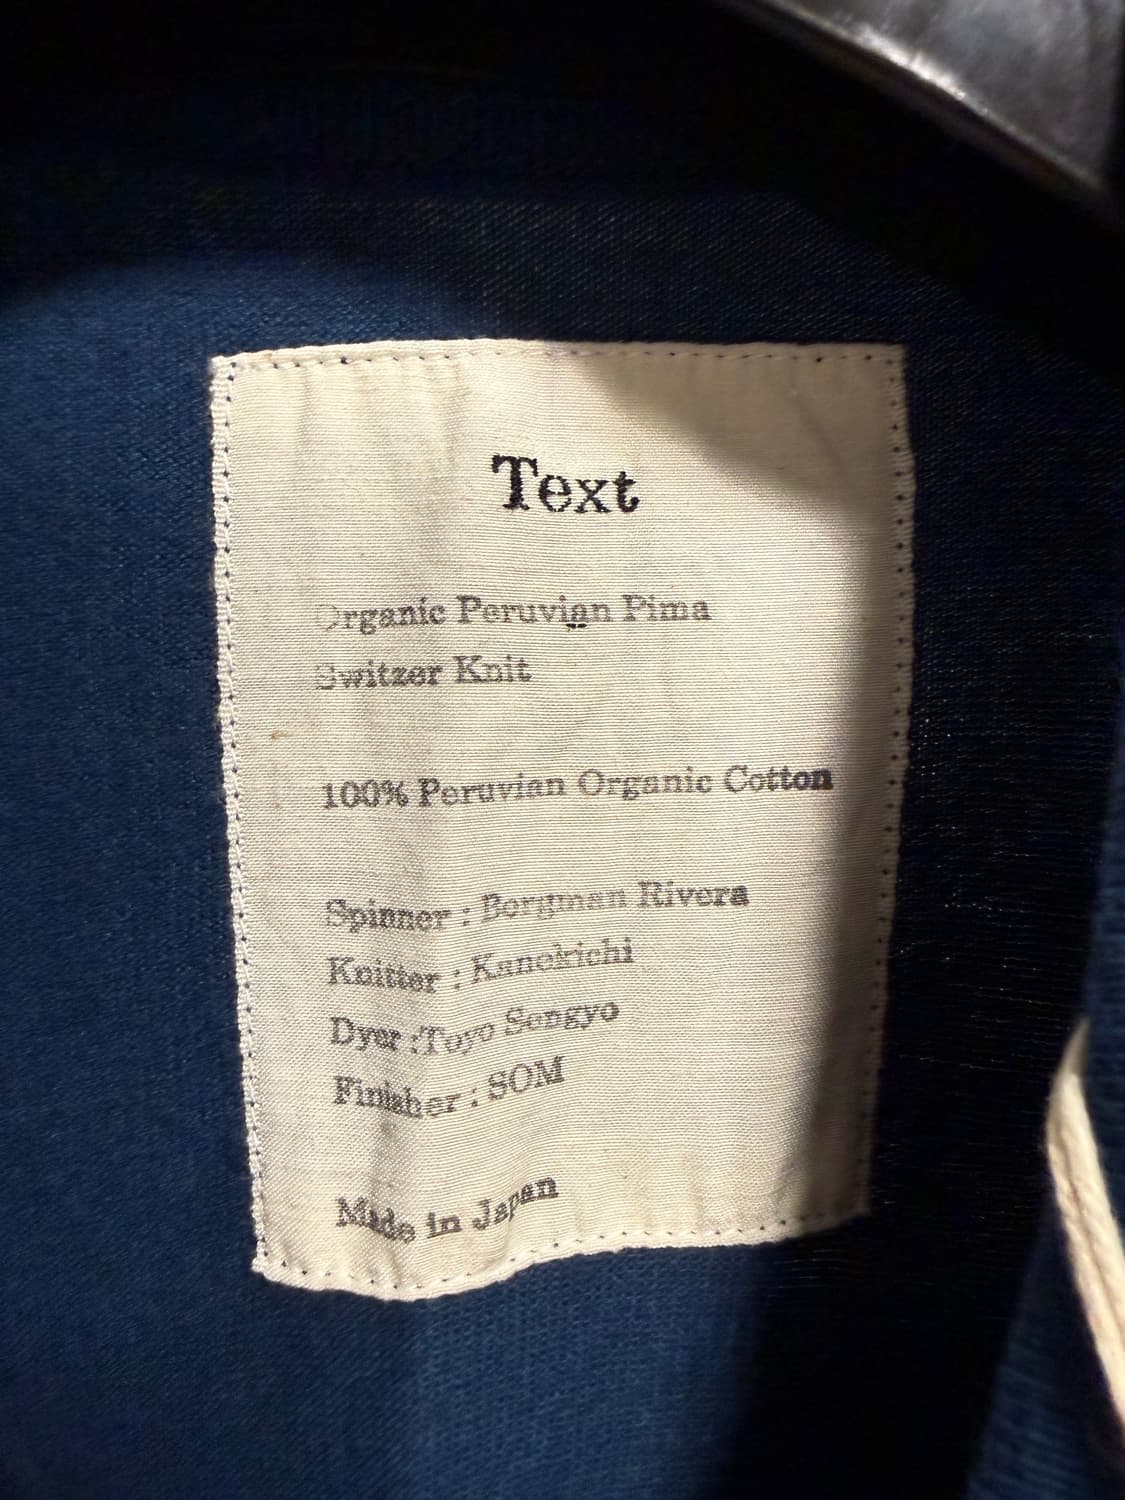 Text
Organic Peruvian Pima
Switzer Knit
100% Peruvian Organic Cotton
Spinner : Bergman Rivera
Knitter : Kanekichi
Dyer :Toyo Sengyo
Finisher : SOM
Made in Japan